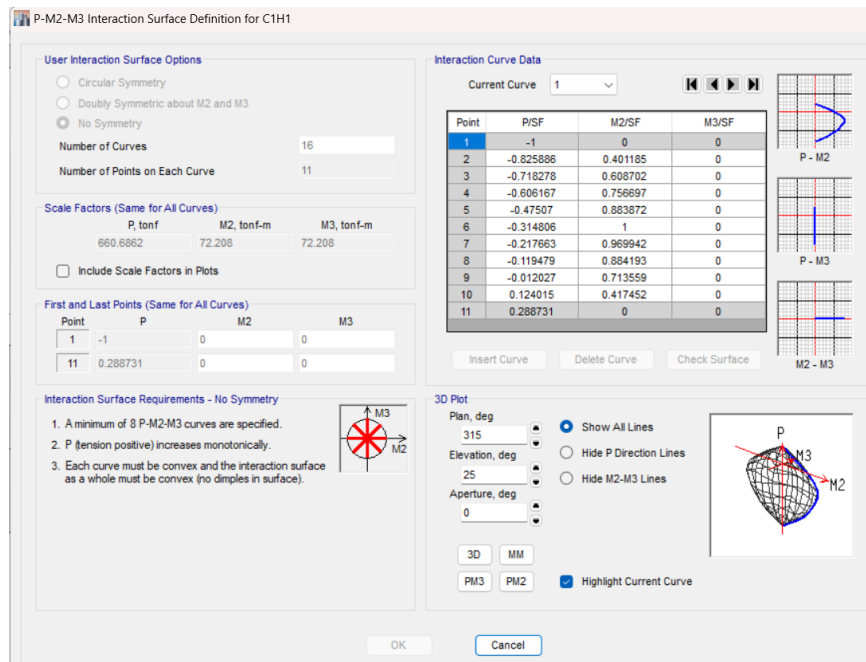 P-M2-M3 Interaction Surface Definition for C1H1
User Interaction Surface Options
Circular Symmetry
Doubly Symmetric about M2 and M3
No Symmetry
Number of Curves 16
Number of Points on Each Curve 11
Scale Factors (Same for All Curves)
P, tonf M2, tonf-m M3, tonf-m
660.6862 72.208 72.208
Include Scale Factors in Plots
First and Last Points (Same for All Curves)
Point P M2 M3
1 -1 0 0
11 0.288731 0 0
Interaction Surface Requirements - No Symmetry
1. A minimum of 8 P-M2-M3 curves are specified.
2. P (tension positive) increases monotonically.
3. Each curve must be convex and the interaction surface
as a whole must be convex (no dimples in surface).
M3
M2
Interaction Curve Data
Current Curve 1
Point P/SF M2/SF M3/SF
1 -1 0 0
2 -0.825886 0.401185 0
3 -0.718278 0.608702 0
4 -0.606167 0.756697 0
5 -0.47507 0.883872 0
6 -0.314806 1 0
7 -0.217663 0.969942 0
8 -0.119479 0.884193 0
9 -0.012027 0.713559 0
10 0.124015 0.417452 0
11 0.288731 0 0
Insert Curve Delete Curve Check Surface
P - M2
P - M3
M2 - M3
3D Plot
Plan, deg
315
Elevation, deg
25
Aperture, deg
0
Show All Lines
Hide P Direction Lines
Hide M2-M3 Lines
3D MM
PM3 PM2
Highlight Current Curve
P
M3
M2
OK Cancel